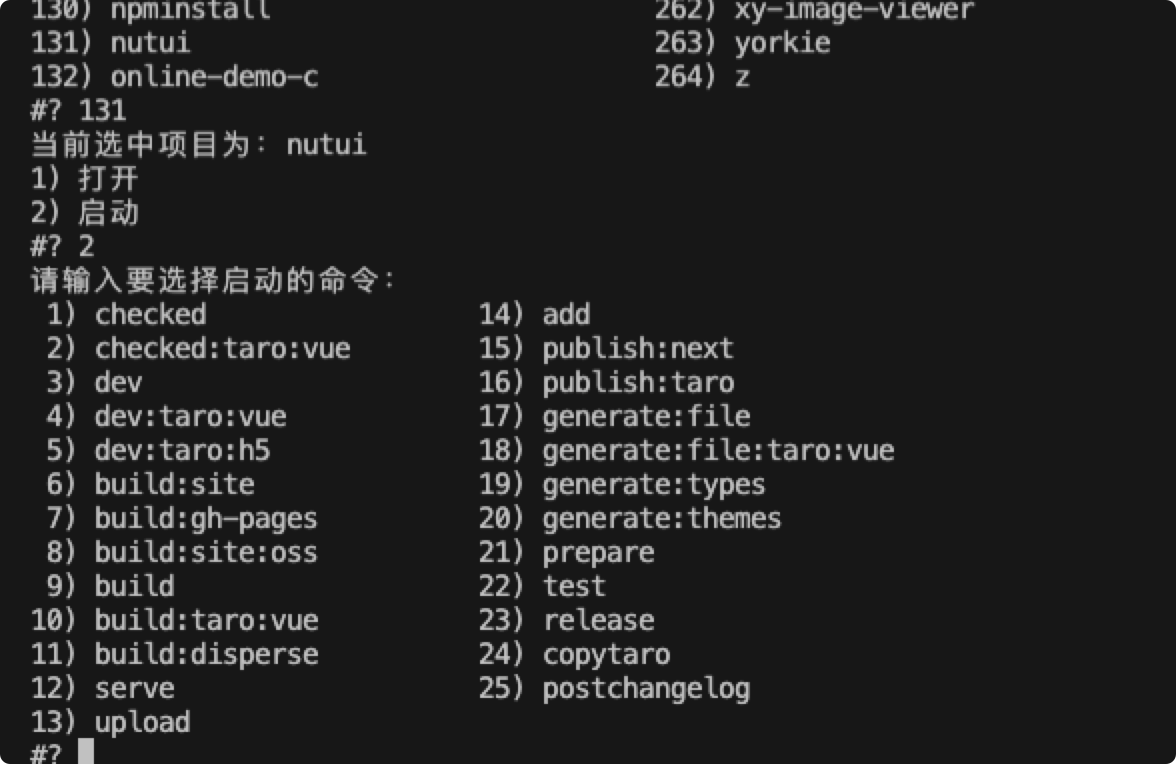 130) npminstall                        262) xy-image-viewer
131) nutui                             263) yorkie
132) online-demo-c                     264) z
#? 131
当前选中项目为：nutui
1) 打开
2) 启动
#? 2
请输入要选择启动的命令：
 1) checked                 14) add
 2) checked:taro:vue        15) publish:next
 3) dev                     16) publish:taro
 4) dev:taro:vue            17) generate:file
 5) dev:taro:h5             18) generate:file:taro:vue
 6) build:site              19) generate:types
 7) build:gh-pages          20) generate:themes
 8) build:site:oss          21) prepare
 9) build                   22) test
10) build:taro:vue          23) release
11) build:disperse          24) copytaro
12) serve                   25) postchangelog
13) upload
#?